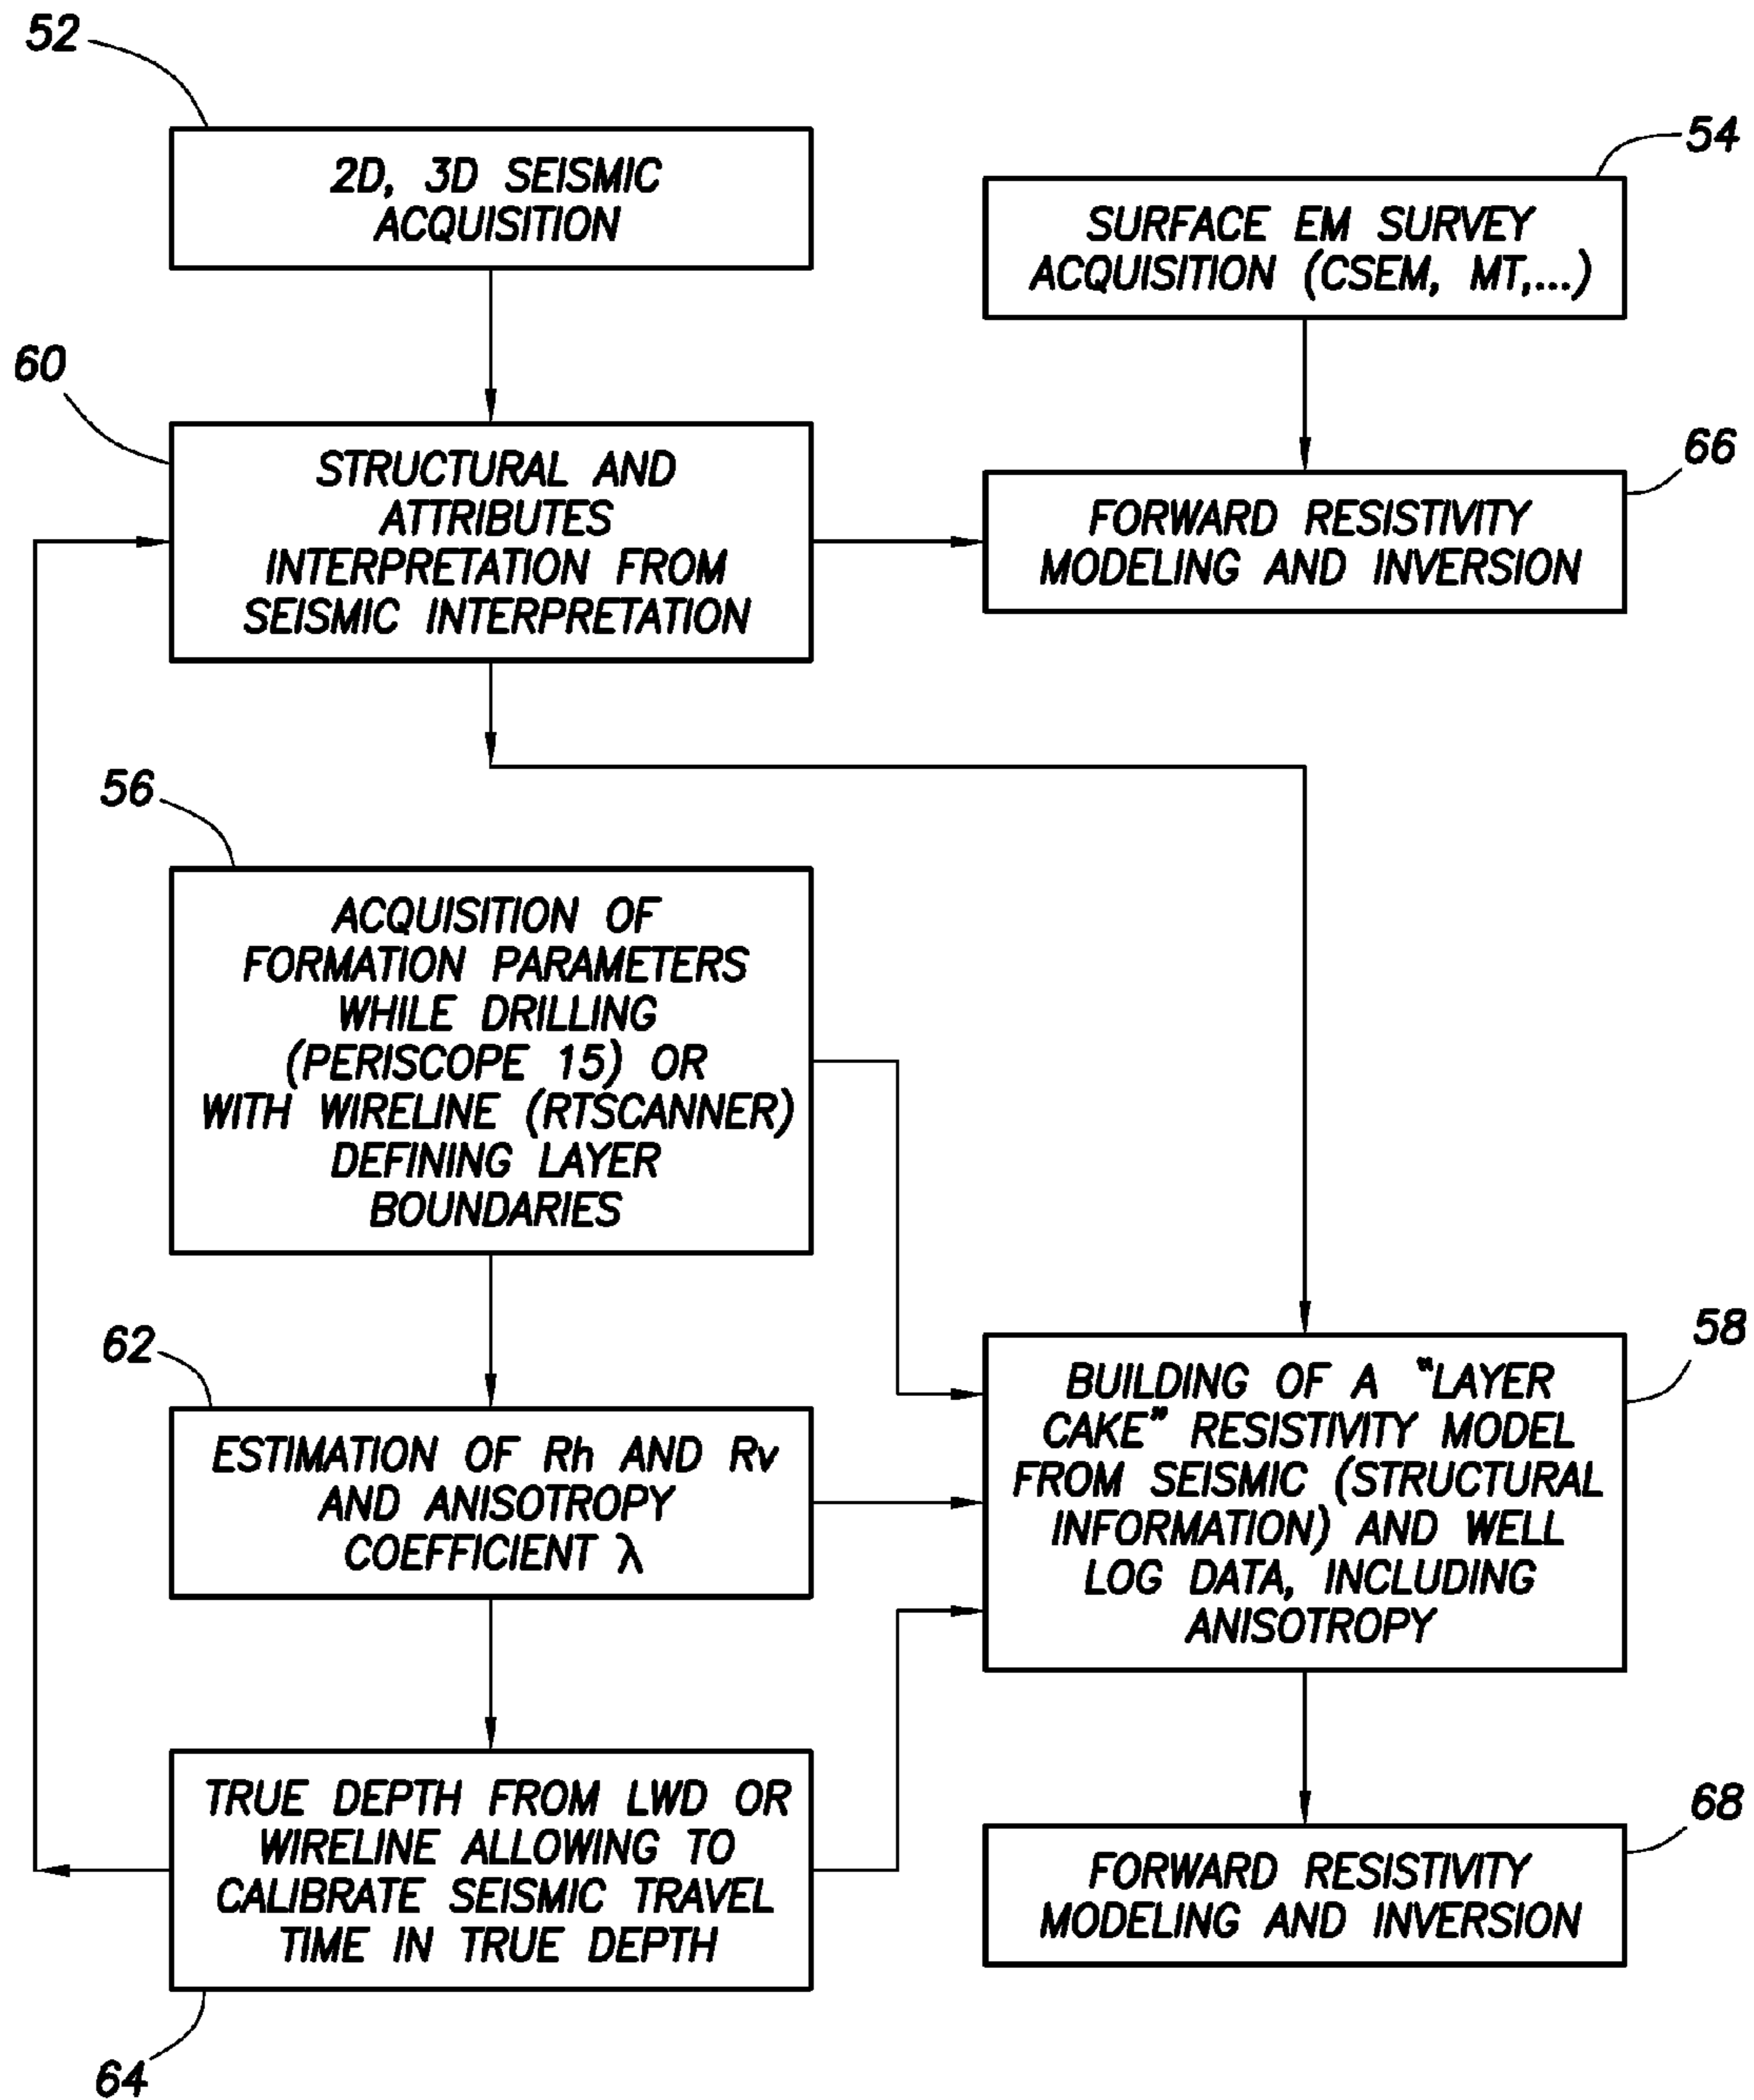 52
2D, 3D SEISMIC
ACQUISITION
54
SURFACE EM SURVEY
ACQUISITION (CSEM, MT,...)
60
STRUCTURAL AND
ATTRIBUTES
INTERPRETATION FROM
SEISMIC INTERPRETATION
66
FORWARD RESISTIVITY
MODELING AND INVERSION
56
ACQUISITION OF
FORMATION PARAMETERS
WHILE DRILLING
(PERISCOPE 15) OR
WITH WIRELINE (RTSCANNER)
DEFINING LAYER
BOUNDARIES
62
ESTIMATION OF Rh AND Rv
AND ANISOTROPY
COEFFICIENT λ
58
BUILDING OF A "LAYER
CAKE" RESISTIVITY MODEL
FROM SEISMIC (STRUCTURAL
INFORMATION) AND WELL
LOG DATA, INCLUDING
ANISOTROPY
TRUE DEPTH FROM LWD OR
WIRELINE ALLOWING TO
CALIBRATE SEISMIC TRAVEL
TIME IN TRUE DEPTH
64
68
FORWARD RESISTIVITY
MODELING AND INVERSION